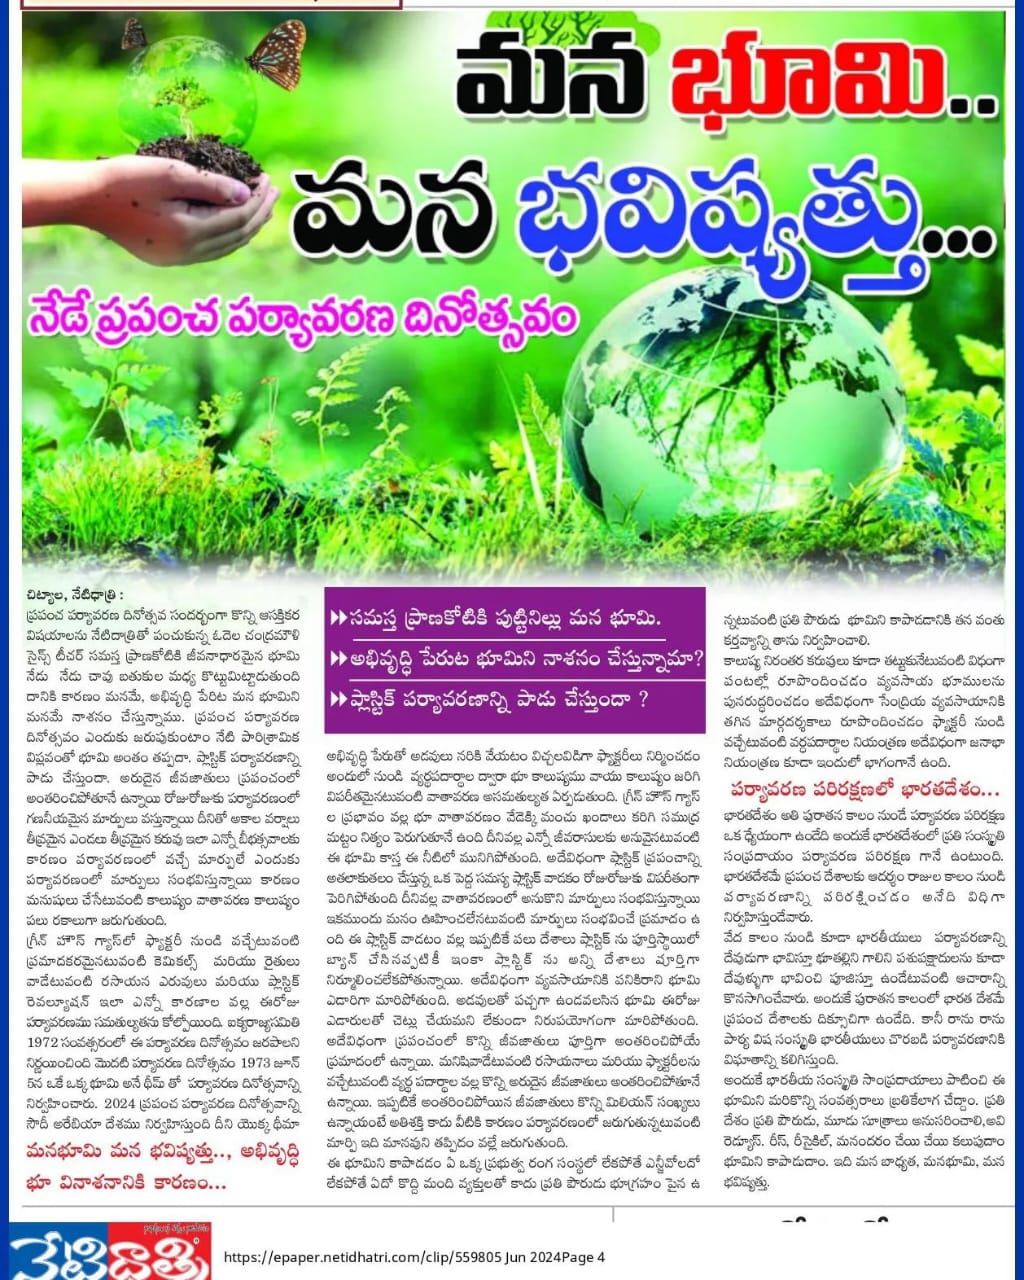 మన భూమి..
మన భవిష్యత్తు...
నేడే ప్రపంచ పర్యావరణ దినోత్సవం
చిట్యాల, నేటిధాత్రి :
ప్రపంచ పర్యావరణ దినోత్సవ సందర్భంగా కొన్ని ఆసక్తికర
విషయాలను నేటిదాత్రితో పంచుకున్న ఓదెల చంద్రమౌళి
సైన్స్ టీచర్ సమస్త ప్రాణకోటికి జీవనాధారమైన భూమి
నేడు నేడు చావు బతుకుల మధ్య కొట్టుమిట్టాడుతుంది
దానికి కారణం మనమే, అభివృద్ధి పేరిట మన భూమిని
మనమే నాశనం చేస్తున్నాము. ప్రపంచ పర్యావరణ
దినోత్సవం ఎందుకు జరుపుకుంటాం నేటి పారిశ్రామిక
విప్లవంతో భూమి అంతం తప్పదా. ప్లాస్టిక్ పర్యావరణాన్ని
పాడు చేస్తుందా. అరుదైన జీవజాతులు ప్రపంచంలో
అంతరించిపోతూనే ఉన్నాయి రోజురోజుకు పర్యావరణంలో
గణనీయమైన మార్పులు వస్తున్నాయి దీనితో అకాల వర్షాలు
తీవ్రమైన ఎండలు తీవ్రమైన కరువు ఇలా ఎన్నో బీభత్సవాలకు
కారణం పర్యావరణంలో వచ్చే మార్పులే ఎందుకు
పర్యావరణంలో మార్పులు సంభవిస్తున్నాయి కారణం
మనుషులు చేసేటువంటి కాలుష్యం వాతావరణ కాలుష్యం
పలు రకాలుగా జరుగుతుంది.
గ్రీన్ హౌస్ గ్యాస్‌లో ఫ్యాక్టరీ నుండి వచ్చేటువంటి
ప్రమాదకరమైనటువంటి కెమికల్స్ మరియు రైతులు
వాడేటువంటి రసాయన ఎరువులు మరియు ప్లాస్టిక్
రెవల్యూషన్ ఇలా ఎన్నో కారణాల వల్ల ఈరోజు
పర్యావరణము సమతుల్యతను కోల్పోయింది. ఐక్యరాజ్యసమితి
1972 సంవత్సరంలో ఈ పర్యావరణ దినోత్సవం జరపాలని
నిర్ణయించింది మొదటి పర్యావరణ దినోత్సవం 1973 జూన్
5న ఒకే ఒక్క భూమి అనే థీమ్ తో పర్యావరణ దినోత్సవాన్ని
నిర్వహించారు. 2024 ప్రపంచ పర్యావరణ దినోత్సవాన్ని
సౌదీ అరేబియా దేశము నిర్వహిస్తుంది దీని యొక్క థీమా
మనభూమి మన భవిష్యత్తు.., అభివృద్ధి
భూ వినాశనానికి కారణం...
సమస్త ప్రాణకోటికి పుట్టినిల్లు మన భూమి.
అభివృద్ధి పేరుట భూమిని నాశనం చేస్తున్నామా?
ప్లాస్టిక్ పర్యావరణాన్ని పాడు చేస్తుందా ?
అభివృద్ధి పేరుతో అడవులు నరికి వేయటం విచ్చలవిడిగా ఫ్యాక్టరీలు నిర్మించడం
అందులో నుండి వ్యర్థపదార్థాల ద్వారా భూ కాలుష్యము వాయు కాలుష్యం జరిగి
విపరీతమైనటువంటి వాతావరణ అసమతుల్యత ఏర్పడుతుంది. గ్రీన్ హౌస్ గ్యాస్
ల ప్రభావం వల్ల భూ వాతావరణం వేడెక్కి మంచు ఖండాలు కరిగి సముద్ర
మట్టం నిత్యం పెరుగుతూనే ఉంది దీనివల్ల ఎన్నో జీవరాసులకు అనువైనటువంటి
ఈ భూమి కాస్త ఈ నీటిలో మునిగిపోతుంది. అదేవిధంగా ప్లాస్టిక్ ప్రపంచాన్ని
అతలాకుతలం చేస్తున్న ఒక పెద్ద సమస్య ప్లాస్టిక్ వాడకం రోజురోజుకు విపరీతంగా
పెరిగిపోతుంది దీనివల్ల వాతావరణంలో అనుకొని మార్పులు సంభవిస్తున్నాయి
ఇకముందు మనం ఊహించలేనటువంటి మార్పులు సంభవించే ప్రమాదం ఉ
ంది ఈ ప్లాస్టిక్ వాడటం వల్ల ఇప్పటికే పలు దేశాలు ప్లాస్టిక్ ను పూర్తిస్థాయిలో
బ్యాన్ చేసినప్పటికీ ఇంకా ప్లాస్టిక్ ను అన్ని దేశాలు పూర్తిగా
నిర్మూలించలేకపోతున్నాయి. అదేవిధంగా వ్యవసాయానికి పనికిరాని భూమి
ఎడారిగా మారిపోతుంది. అడవులతో పచ్చగా ఉండవలసిన భూమి ఈరోజు
ఎడారులతో చెట్లు చేయమని లేకుండా నిరుపయోగంగా మారిపోతుంది.
అదేవిధంగా ప్రపంచంలో కొన్ని జీవజాతులు పూర్తిగా అంతరించిపోయే
ప్రమాదంలో ఉన్నాయి. మనిషివాడేటువంటి రసాయనాలు మరియు ఫ్యాక్టరీలను
వచ్చేటువంటి వ్యర్థ పదార్థాల వల్ల కొన్ని అరుదైన జీవజాతులు అంతరించిపోతూనే
ఉన్నాయి. ఇప్పటికే అంతరించిపోయిన జీవజాతులు కొన్ని మిలియన్ సంఖ్యలు
ఉన్నాయంటే అతిశక్తి కాదు వీటికి కారణం పర్యావరణంలో జరుగుతున్నటువంటి
మార్పి ఇది మానవుని తప్పిదం వల్లే జరుగుతుంది.
ఈ భూమిని కాపాడడం ఏ ఒక్క ప్రభుత్వ రంగ సంస్థలో లేకపోతే ఎన్జీవోలదో
లేకపోతే ఏదో కొద్ది మంది వ్యక్తులతో కాదు ప్రతి పౌరుడు భూగ్రహం పైన ఉ
న్నటువంటి ప్రతి పౌరుడు భూమిని కాపాడడానికి తన వంతు
కర్తవ్యాన్ని తాను నిర్వహించాలి.
కాలుష్య నిరంతర కరువులు కూడా తట్టుకునేటువంటి విధంగా
పంటల్లో రూపొందించడం వ్యవసాయ భూములను
పునరుద్ధరించడం అదేవిధంగా సేంద్రియ వ్యవసాయానికి
తగిన మార్గదర్శకాలు రూపొందించడం ఫ్యాక్టరీ నుండి
వచ్చేటువంటి వర్ధపదార్థాల నియంత్రణ అదేవిధంగా జనాభా
నియంత్రణ కూడా ఇందులో భాగంగానే ఉంది.
పర్యావరణ పరిరక్షణలో భారతదేశం...
భారతదేశం అతి పురాతన కాలం నుండే పర్యావరణ పరిరక్షణ
ఒక ధ్యేయంగా ఉండేది అందుకే భారతదేశంలో ప్రతి సంస్కృతి
సంప్రదాయం పర్యావరణ పరిరక్షణ గానే ఉంటుంది.
భారతదేశమే ప్రపంచ దేశాలకు ఆదర్శం రాజుల కాలం నుండి
పర్యావరణాన్ని పరిరక్షించడం అనేది విధిగా
నిర్వహిస్తుండేవారు.
వేద కాలం నుండి కూడా భారతీయులు పర్యావరణాన్ని
దేవుడుగా భావిస్తూ భూతల్లిని గాలిని పశుపక్షాదులను కూడా
దేవుళ్ళుగా భావించి పూజిస్తూ ఉండేటువంటి ఆచారాన్ని
కొనసాగించేవారు. అందుకే పురాతన కాలంలో భారత దేశమే
ప్రపంచ దేశాలకు దిక్సూచిగా ఉండేది. కానీ రాను రాను
పాశ్చ విష సంస్కృతి భారతీయులు చొరబడి పర్యావరణానికి
విఘాతాన్ని కలిగిస్తుంది.
అందుకే భారతీయ సంస్కృతి సాంప్రదాయాలు పాటించి ఈ
భూమిని మరికొన్ని సంవత్సరాలు బ్రతికేలాగ చేద్దాం. ప్రతి
దేశం ప్రతి పౌరుడు, మూడు సూత్రాలు అనుసరించాలి,అవి
రెడ్యూస్. రీస్, రీసైకిల్, మనందరం చేయి చేయి కలుపుదాం
భూమిని కాపాడుదాం. ఇది మన బాధ్యత, మనభూమి, మన
భవిష్యత్తు.
నేటిధాత్రి
https://epaper.netidhatri.com/clip/559805 Jun 2024Page 4